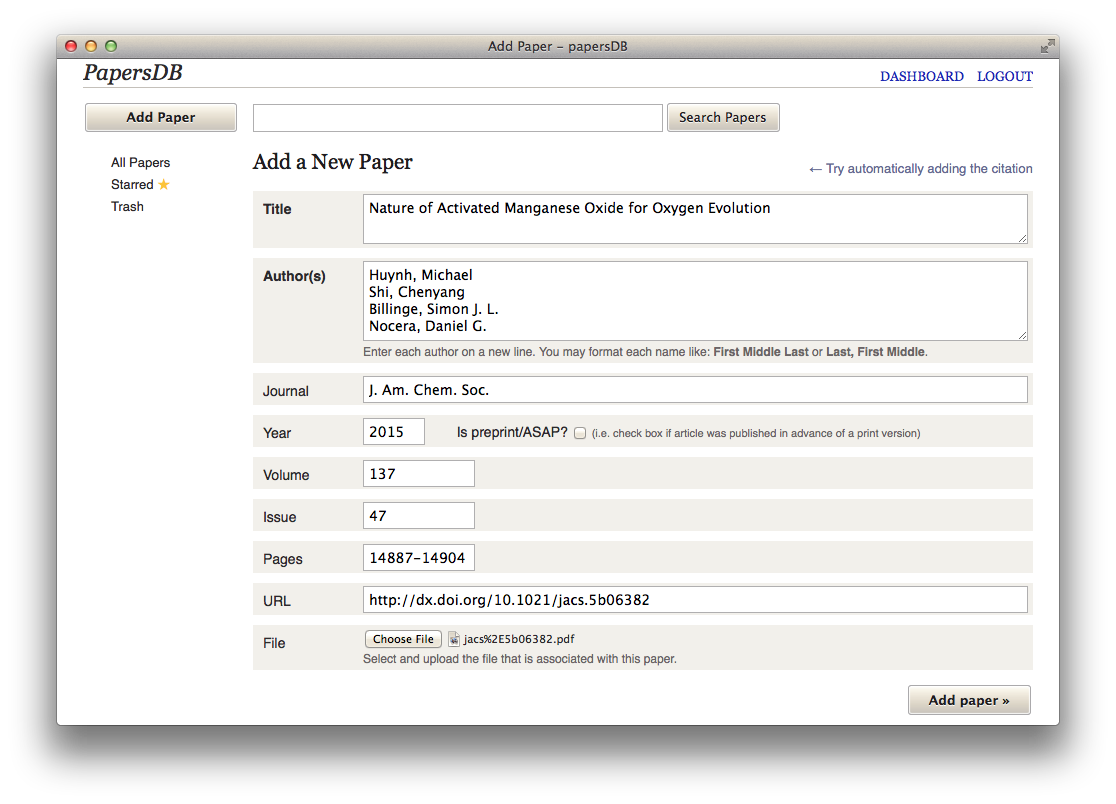 Add Paper – papersDB
PapersDB
DASHBOARD LOGOUT
Add Paper
Search Papers
All Papers
Starred ★
Trash
Add a New Paper
← Try automatically adding the citation
Title
Nature of Activated Manganese Oxide for Oxygen Evolution
Author(s)
Huynh, Michael
Shi, Chenyang
Billinge, Simon J. L.
Nocera, Daniel G.
Enter each author on a new line. You may format each name like: First Middle Last or Last, First Middle.
Journal
J. Am. Chem. Soc.
Year
2015
Is preprint/ASAP? (i.e. check box if article was published in advance of a print version)
Volume
137
Issue
47
Pages
14887–14904
URL
http://dx.doi.org/10.1021/jacs.5b06382
File
Choose File jacs%2E5b06382.pdf
Select and upload the file that is associated with this paper.
Add paper »